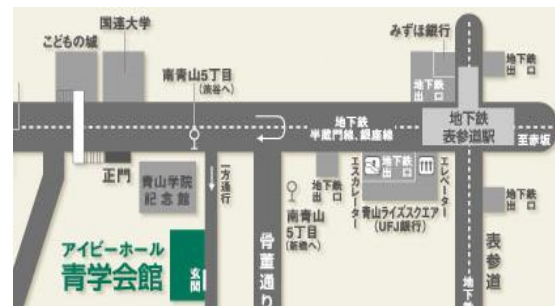 国連大学
こどもの城
みずほ銀行
地下鉄
出口
南青山5丁目
(渋谷へ)
地下鉄
出口
地下鉄
半蔵門線、銀座線
地下鉄
表参道駅
至赤坂
正門
青山学院
記念館
一方通行
地下鉄
出口
エスカレーター
地下鉄
出口
エレベーター
地下鉄
出口
南青山
5丁目
(新橋へ)
青山ライズスクエア
(UFJ銀行)
アイビーホール
青学会館
玄関
骨董通り
地下鉄
表参道